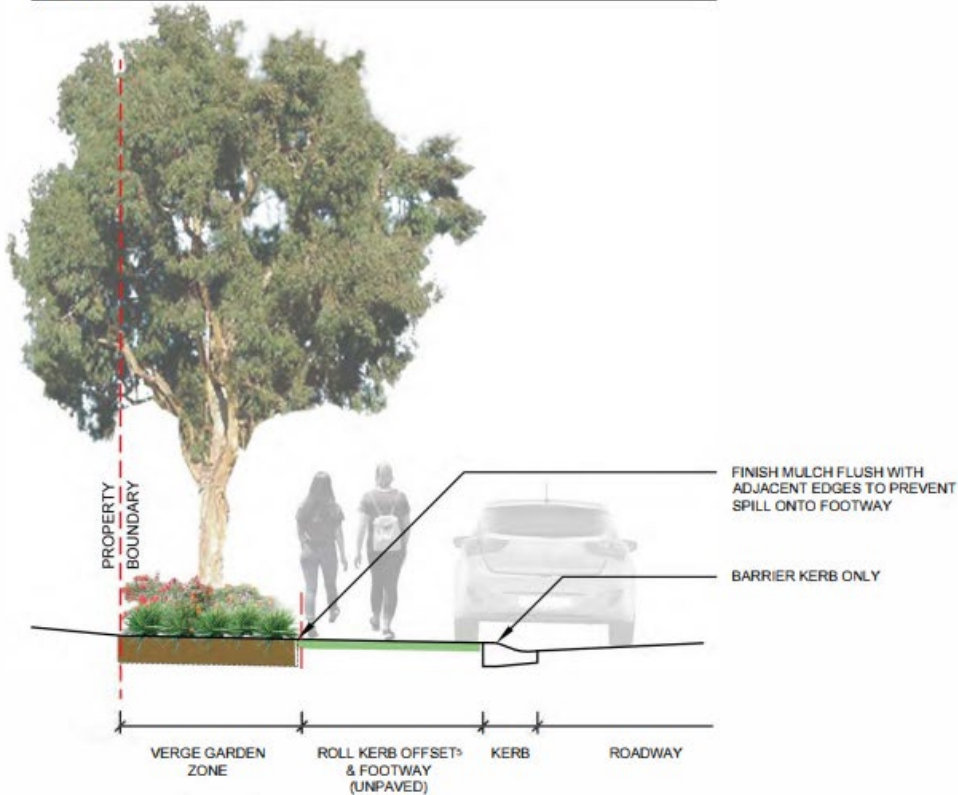 PROPERTY
BOUNDARY
FINISH MULCH FLUSH WITH
ADJACENT EDGES TO PREVENT
SPILL ONTO FOOTWAY
BARRIER KERB ONLY
VERGE GARDEN
ZONE
ROLL KERB OFFSET⁵
& FOOTWAY
(UNPAVED)
KERB
ROADWAY